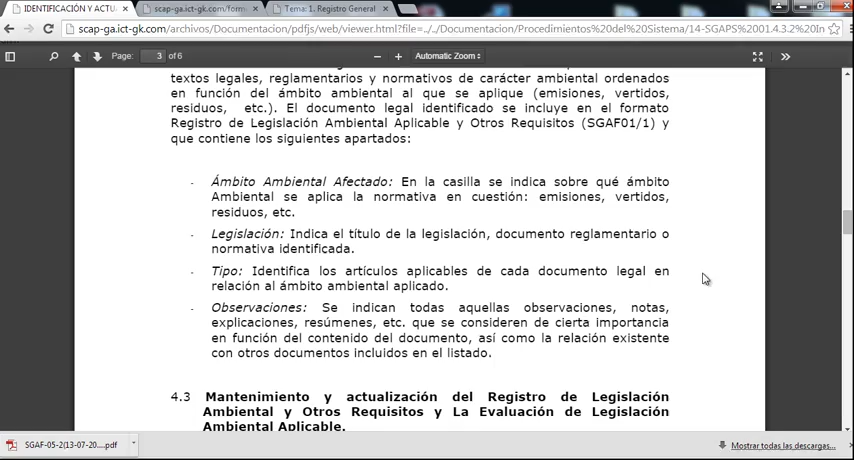 IDENTIFICACIÓN Y ACTU
scap-ga.ict-gk.com/form
Tema: 1. Registro General
scap-ga.ict-gk.com/archivos/Documentacion/pdfjs/web/viewer.html?file=../../Documentacion/Procedimientos%20del%20Sistema/14-SGAPS%2001.4.3.2%20In
Page: 3 of 6
Automatic Zoom
textos legales, reglamentarios y normativos de carácter ambiental ordenados
en función del ámbito ambiental al que se aplique (emisiones, vertidos,
residuos, etc.). El documento legal identificado se incluye en el formato
Registro de Legislación Ambiental Aplicable y Otros Requisitos (SGAF01/1) y
que contiene los siguientes apartados:
- Ámbito Ambiental Afectado: En la casilla se indica sobre qué ámbito
Ambiental se aplica la normativa en cuestión: emisiones, vertidos,
residuos, etc.
- Legislación: Indica el título de la legislación, documento reglamentario o
normativa identificada.
- Tipo: Identifica los artículos aplicables de cada documento legal en
relación al ámbito ambiental aplicado.
- Observaciones: Se indican todas aquellas observaciones, notas,
explicaciones, resúmenes, etc. que se consideren de cierta importancia
en función del contenido del documento, así como la relación existente
con otros documentos incluidos en el listado.
4.3 Mantenimiento y actualización del Registro de Legislación
Ambiental y Otros Requisitos y La Evaluación de Legislación
Ambiental Aplicable.
SGAF-05-2(13-07-20....pdf
Mostrar todas las descargas...